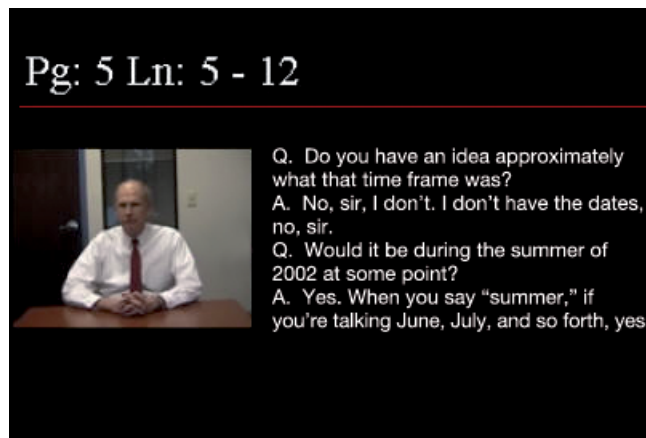 Pg: 5 Ln: 5 - 12
Q.  Do you have an idea approximately
what that time frame was?
A.  No, sir, I don’t. I don’t have the dates,
no, sir.
Q.  Would it be during the summer of
2002 at some point?
A.  Yes. When you say “summer,” if
you’re talking June, July, and so forth, yes